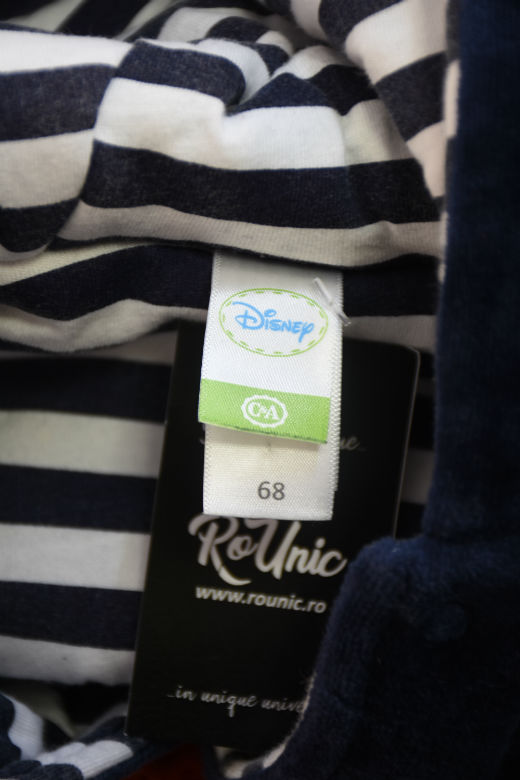 Disney
C&A
68
RoUnic
www.rounic.ro
...in unique